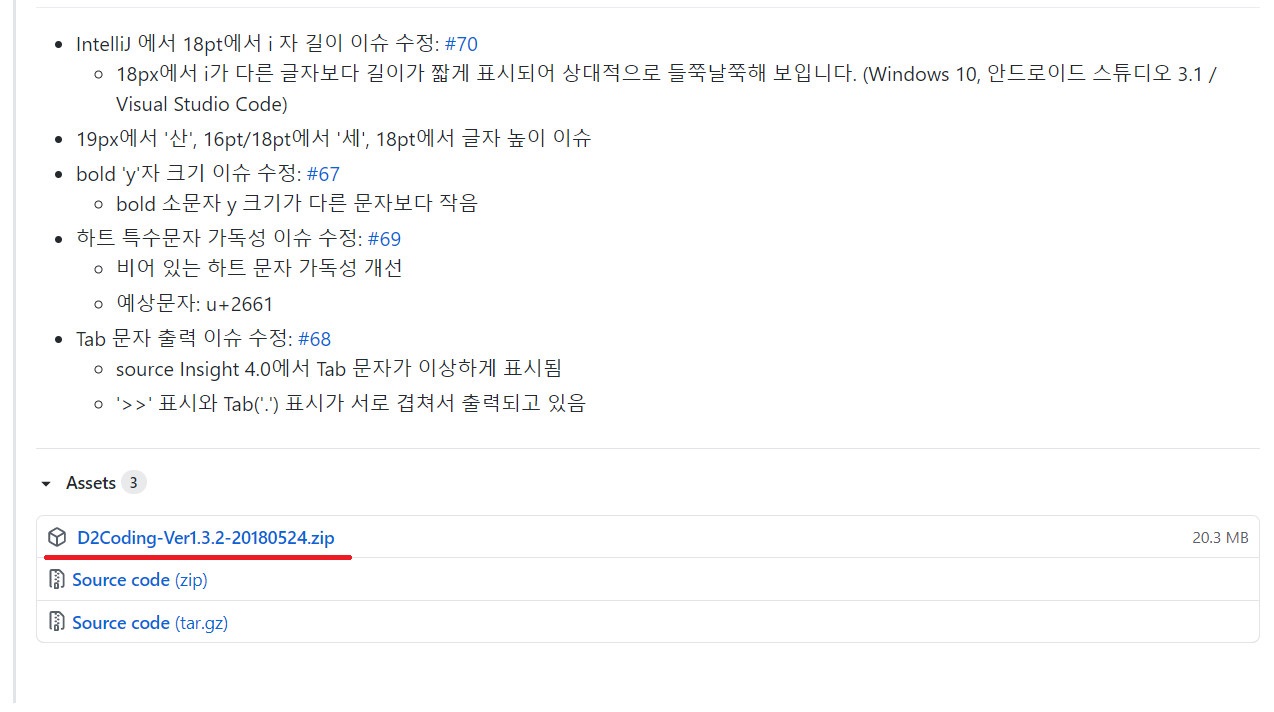 IntelliJ 에서 18pt에서 i 자 길이 이슈 수정: #70
18px에서 i가 다른 글자보다 길이가 짧게 표시되어 상대적으로 들쭉날쭉해 보입니다. (Windows 10, 안드로이드 스튜디오 3.1 /
Visual Studio Code)
19px에서 '산', 16pt/18pt에서 '세', 18pt에서 글자 높이 이슈
bold 'y'자 크기 이슈 수정: #67
bold 소문자 y 크기가 다른 문자보다 작음
하트 특수문자 가독성 이슈 수정: #69
비어 있는 하트 문자 가독성 개선
예상문자: u+2661
Tab 문자 출력 이슈 수정: #68
source Insight 4.0에서 Tab 문자가 이상하게 표시됨
'>>' 표시와 Tab('.') 표시가 서로 겹쳐서 출력되고 있음
Assets 3
D2Coding-Ver1.3.2-20180524.zip 20.3 MB
Source code (zip)
Source code (tar.gz)